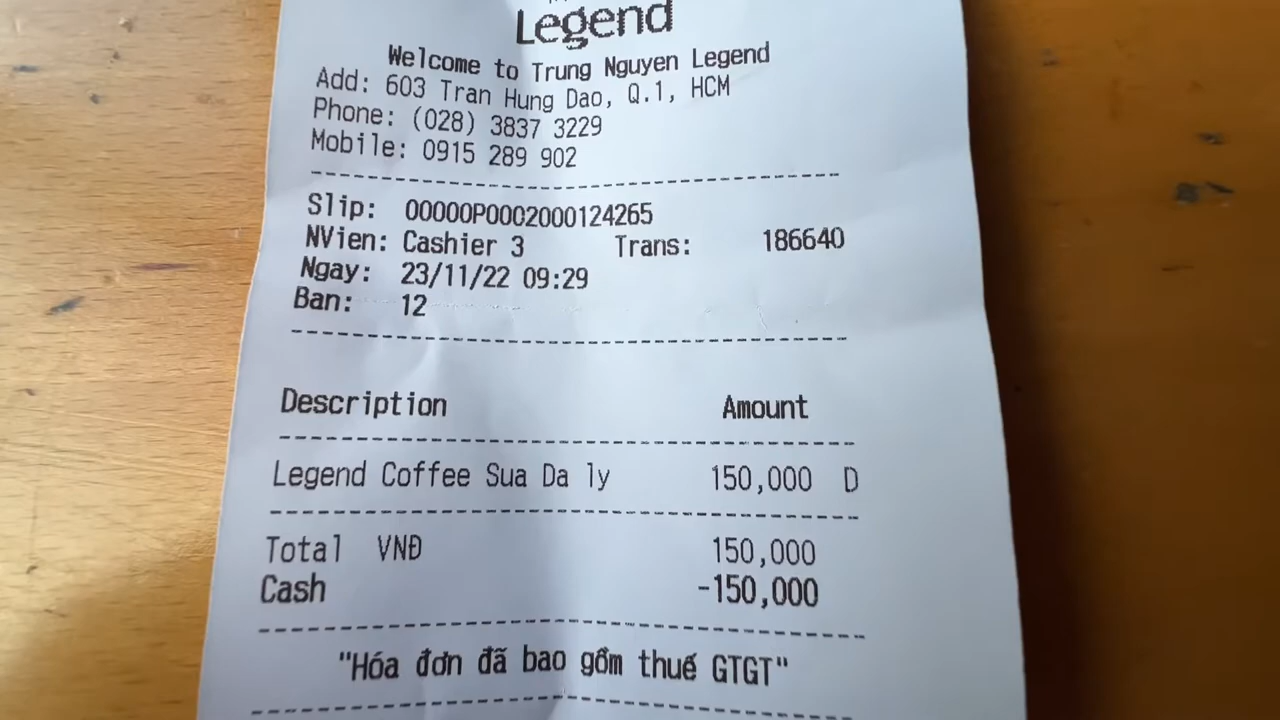 Legend
Welcome to Trung Nguyen Legend
Add: 603 Tran Hung Dao, Q.1, HCM
Phone: (028) 3837 3229
Mobile: 0915 289 902
Slip: 00000P0002000124265
NVien: Cashier 3 Trans: 186640
Ngay: 23/11/22 09:29
Ban: 12
Description Amount
Legend Coffee Sua Da ly 150,000 D
Total VNĐ 150,000
Cash -150,000
"Hóa đơn đã bao gồm thuế GTGT"